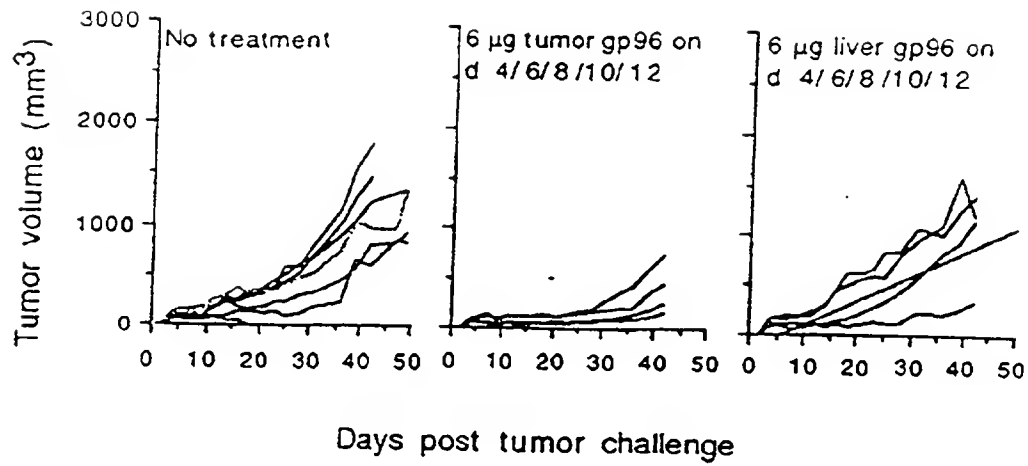 3000
2000
1000
0
Tumor volume (mm3)
No treatment
0 10 20 30 40 50
6 µg tumor gp96 on
d 4/6/8/10/12
0 10 20 30 40 50
6 µg liver gp96 on
d 4/6/8/10/12
0 10 20 30 40 50
Days post tumor challenge